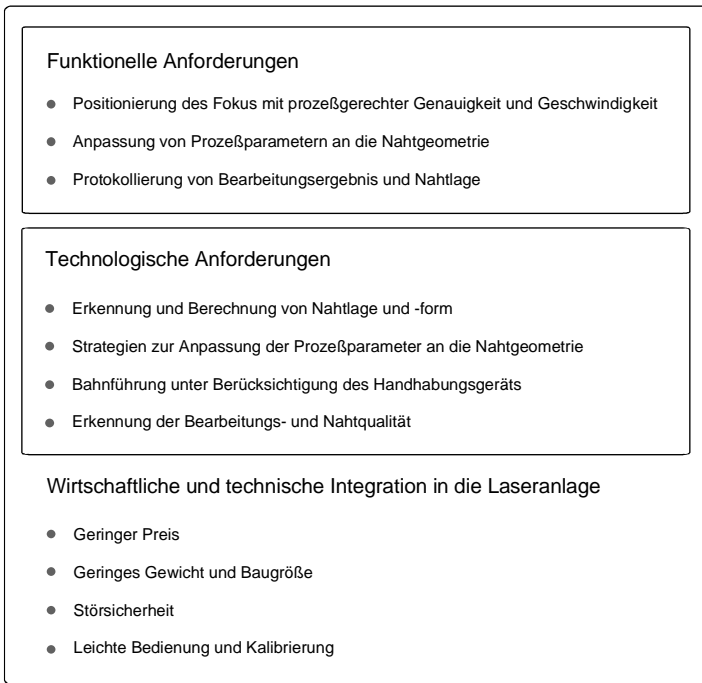 Funktionelle Anforderungen
Positionierung des Fokus mit prozeßgerechter Genauigkeit und Geschwindigkeit
Anpassung von Prozeßparametern an die Nahtgeometrie
Protokollierung von Bearbeitungsergebnis und Nahtlage
Technologische Anforderungen
Erkennung und Berechnung von Nahtlage und -form
Strategien zur Anpassung der Prozeßparameter an die Nahtgeometrie
Bahnführung unter Berücksichtigung des Handhabungsgeräts
Erkennung der Bearbeitungs- und Nahtqualität
Wirtschaftliche und technische Integration in die Laseranlage
Geringer Preis
Geringes Gewicht und Baugröße
Störsicherheit
Leichte Bedienung und Kalibrierung